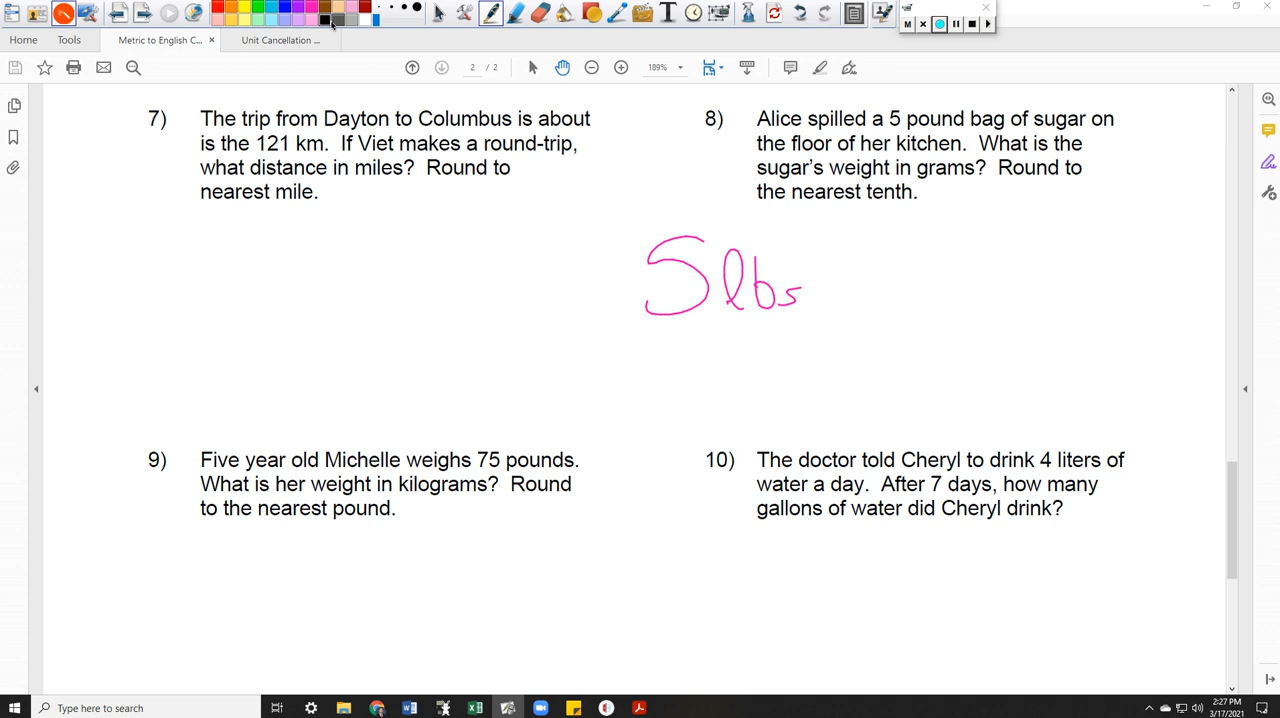 Home
Tools
Metric to English C...
Unit Cancellation ...
2 / 2
189%
7) The trip from Dayton to Columbus is about
is the 121 km. If Viet makes a round-trip,
what distance in miles? Round to
nearest mile.
8) Alice spilled a 5 pound bag of sugar on
the floor of her kitchen. What is the
sugar's weight in grams? Round to
the nearest tenth.
5 lbs
9) Five year old Michelle weighs 75 pounds.
What is her weight in kilograms? Round
to the nearest pound.
10) The doctor told Cheryl to drink 4 liters of
water a day. After 7 days, how many
gallons of water did Cheryl drink?
Type here to search
2:27 PM
3/17/2021